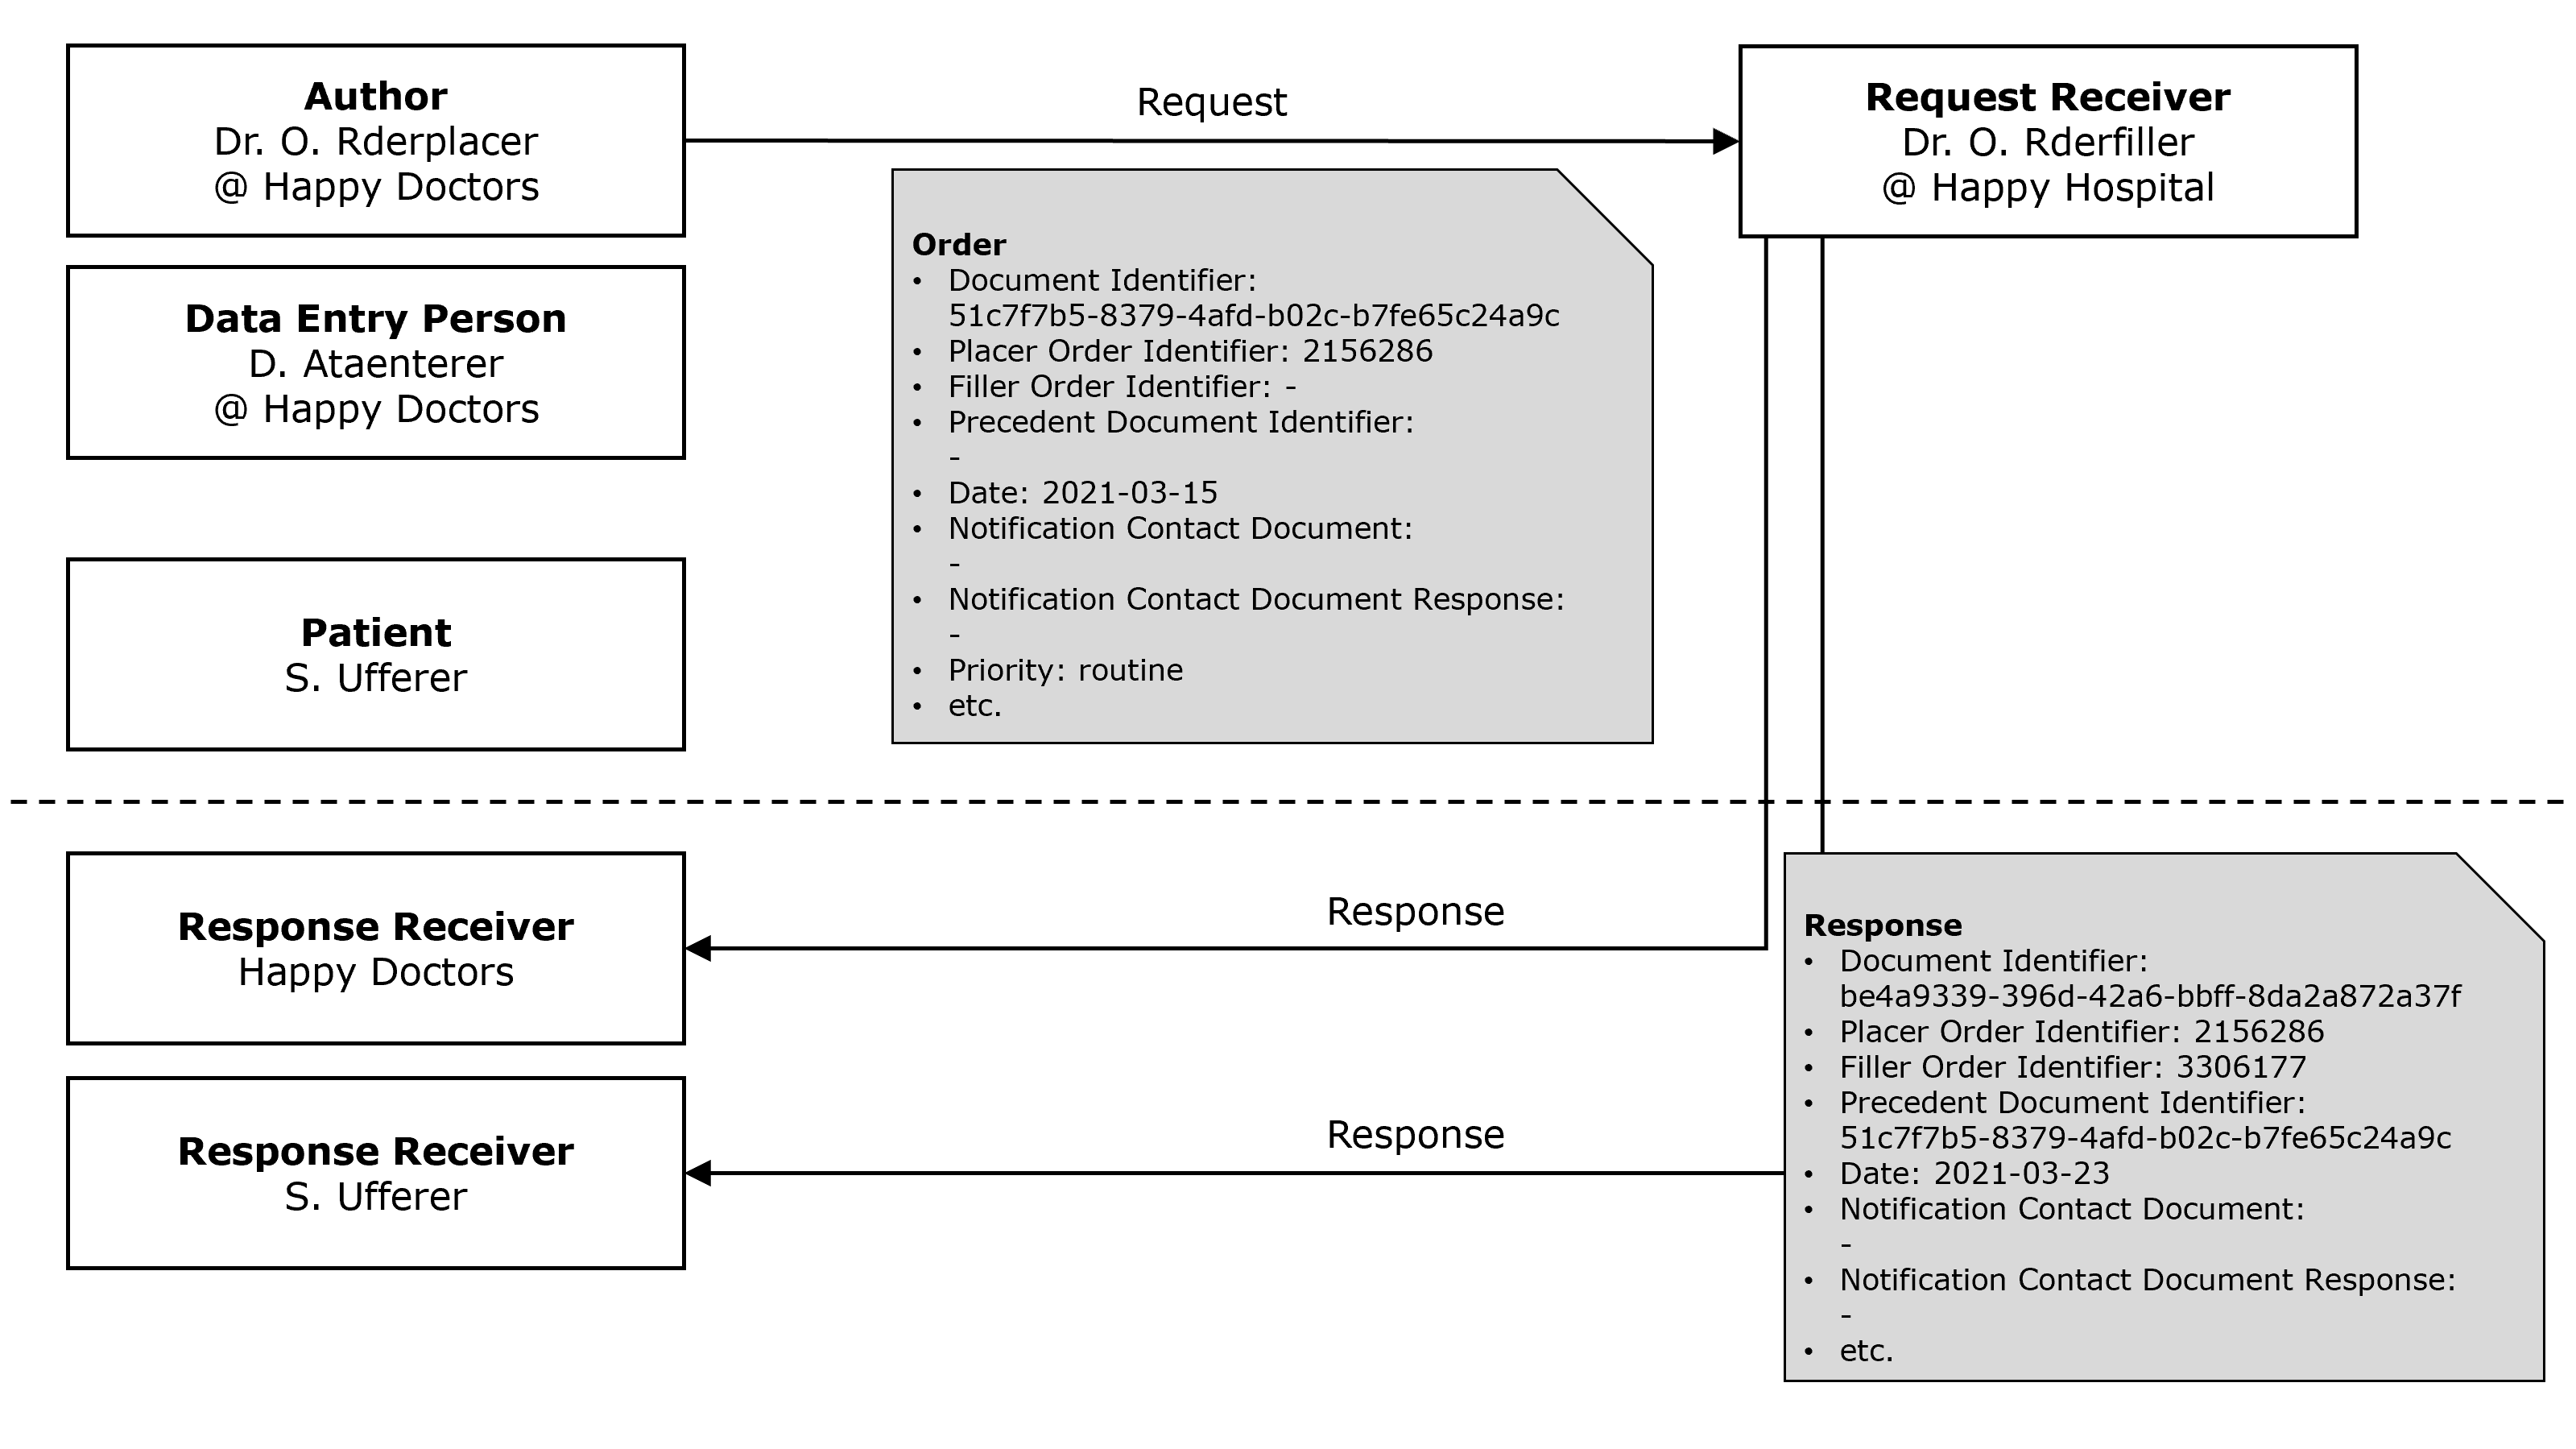 Author
Dr. O. Rderplacer
@ Happy Doctors
Request
Request Receiver
Dr. O. Rderfiller
@ Happy Hospital
Data Entry Person
D. Ataenterer
@ Happy Doctors
Patient
S. Ufferer
Order
• Document Identifier:
51c7f7b5-8379-4afd-b02c-b7fe65c24a9c
• Placer Order Identifier: 2156286
• Filler Order Identifier: -
• Precedent Document Identifier:
-
• Date: 2021-03-15
• Notification Contact Document:
-
• Notification Contact Document Response:
-
• Priority: routine
• etc.
Response Receiver
Happy Doctors
Response
Response Receiver
S. Ufferer
Response
Response
• Document Identifier:
be4a9339-396d-42a6-bbff-8da2a872a37f
• Placer Order Identifier: 2156286
• Filler Order Identifier: 3306177
• Precedent Document Identifier:
51c7f7b5-8379-4afd-b02c-b7fe65c24a9c
• Date: 2021-03-23
• Notification Contact Document:
-
• Notification Contact Document Response:
-
• etc.